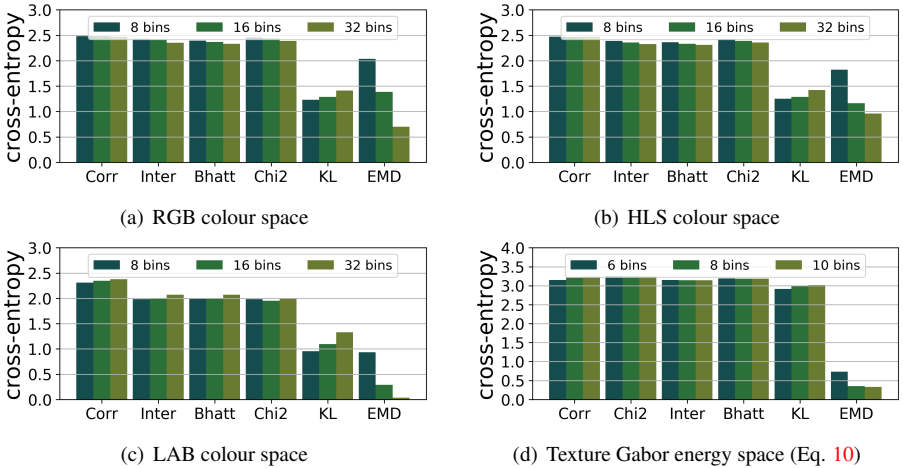 3.0
2.5
2.0
1.5
1.0
0.5
0.0
cross-entropy
8 bins 16 bins 32 bins
Corr Inter Bhatt Chi2 KL EMD
(a) RGB colour space
3.0
2.5
2.0
1.5
1.0
0.5
0.0
cross-entropy
8 bins 16 bins 32 bins
Corr Inter Bhatt Chi2 KL EMD
(b) HLS colour space
3.0
2.5
2.0
1.5
1.0
0.5
0.0
cross-entropy
8 bins 16 bins 32 bins
Corr Inter Bhatt Chi2 KL EMD
(c) LAB colour space
4.0
3.5
3.0
2.5
2.0
1.5
1.0
0.5
0.0
cross-entropy
6 bins 8 bins 10 bins
Corr Chi2 Inter Bhatt KL EMD
(d) Texture Gabor energy space (Eq. 10)